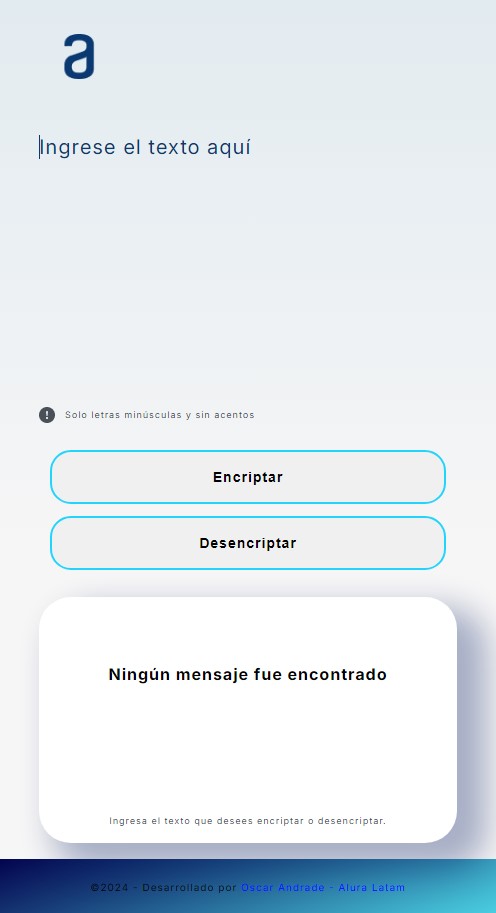 a
Ingrese el texto aquí
Solo letras minúsculas y sin acentos
Encriptar
Desencriptar
Ningún mensaje fue encontrado
Ingresa el texto que desees encriptar o desencriptar.
©2024 - Desarrollado por Oscar Andrade - Alura Latam